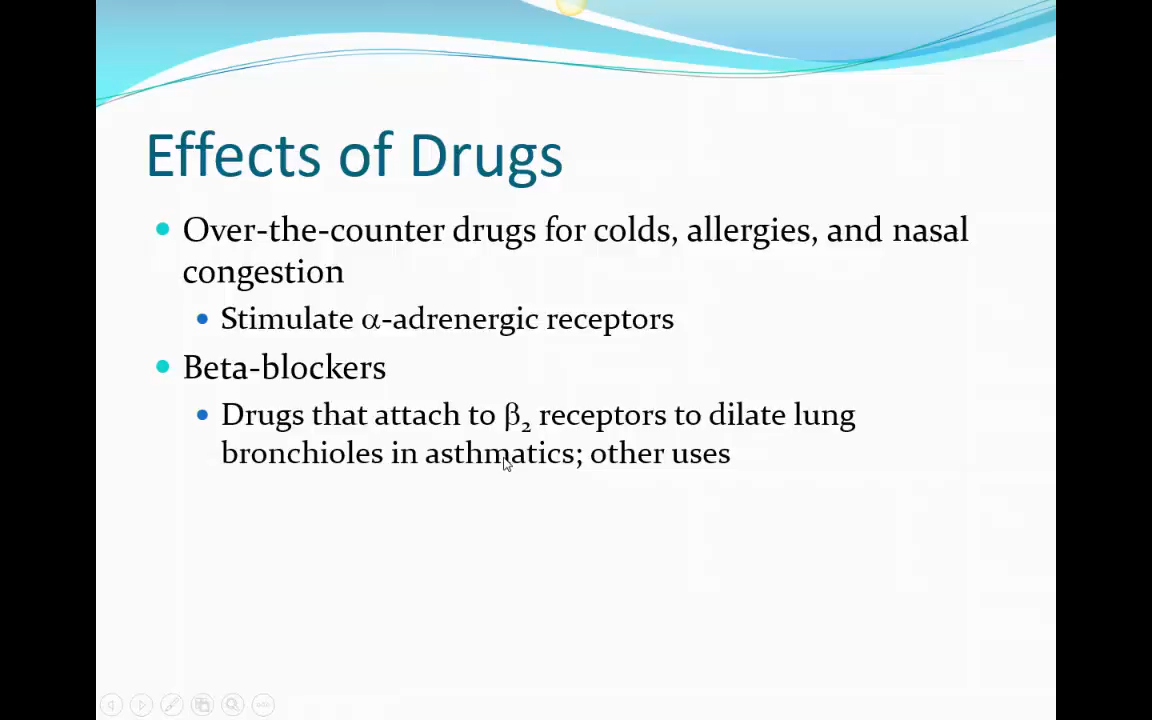 Effects of Drugs
Over-the-counter drugs for colds, allergies, and nasal
congestion
Stimulate α-adrenergic receptors
Beta-blockers
Drugs that attach to β₂ receptors to dilate lung
bronchioles in asthmatics; other uses